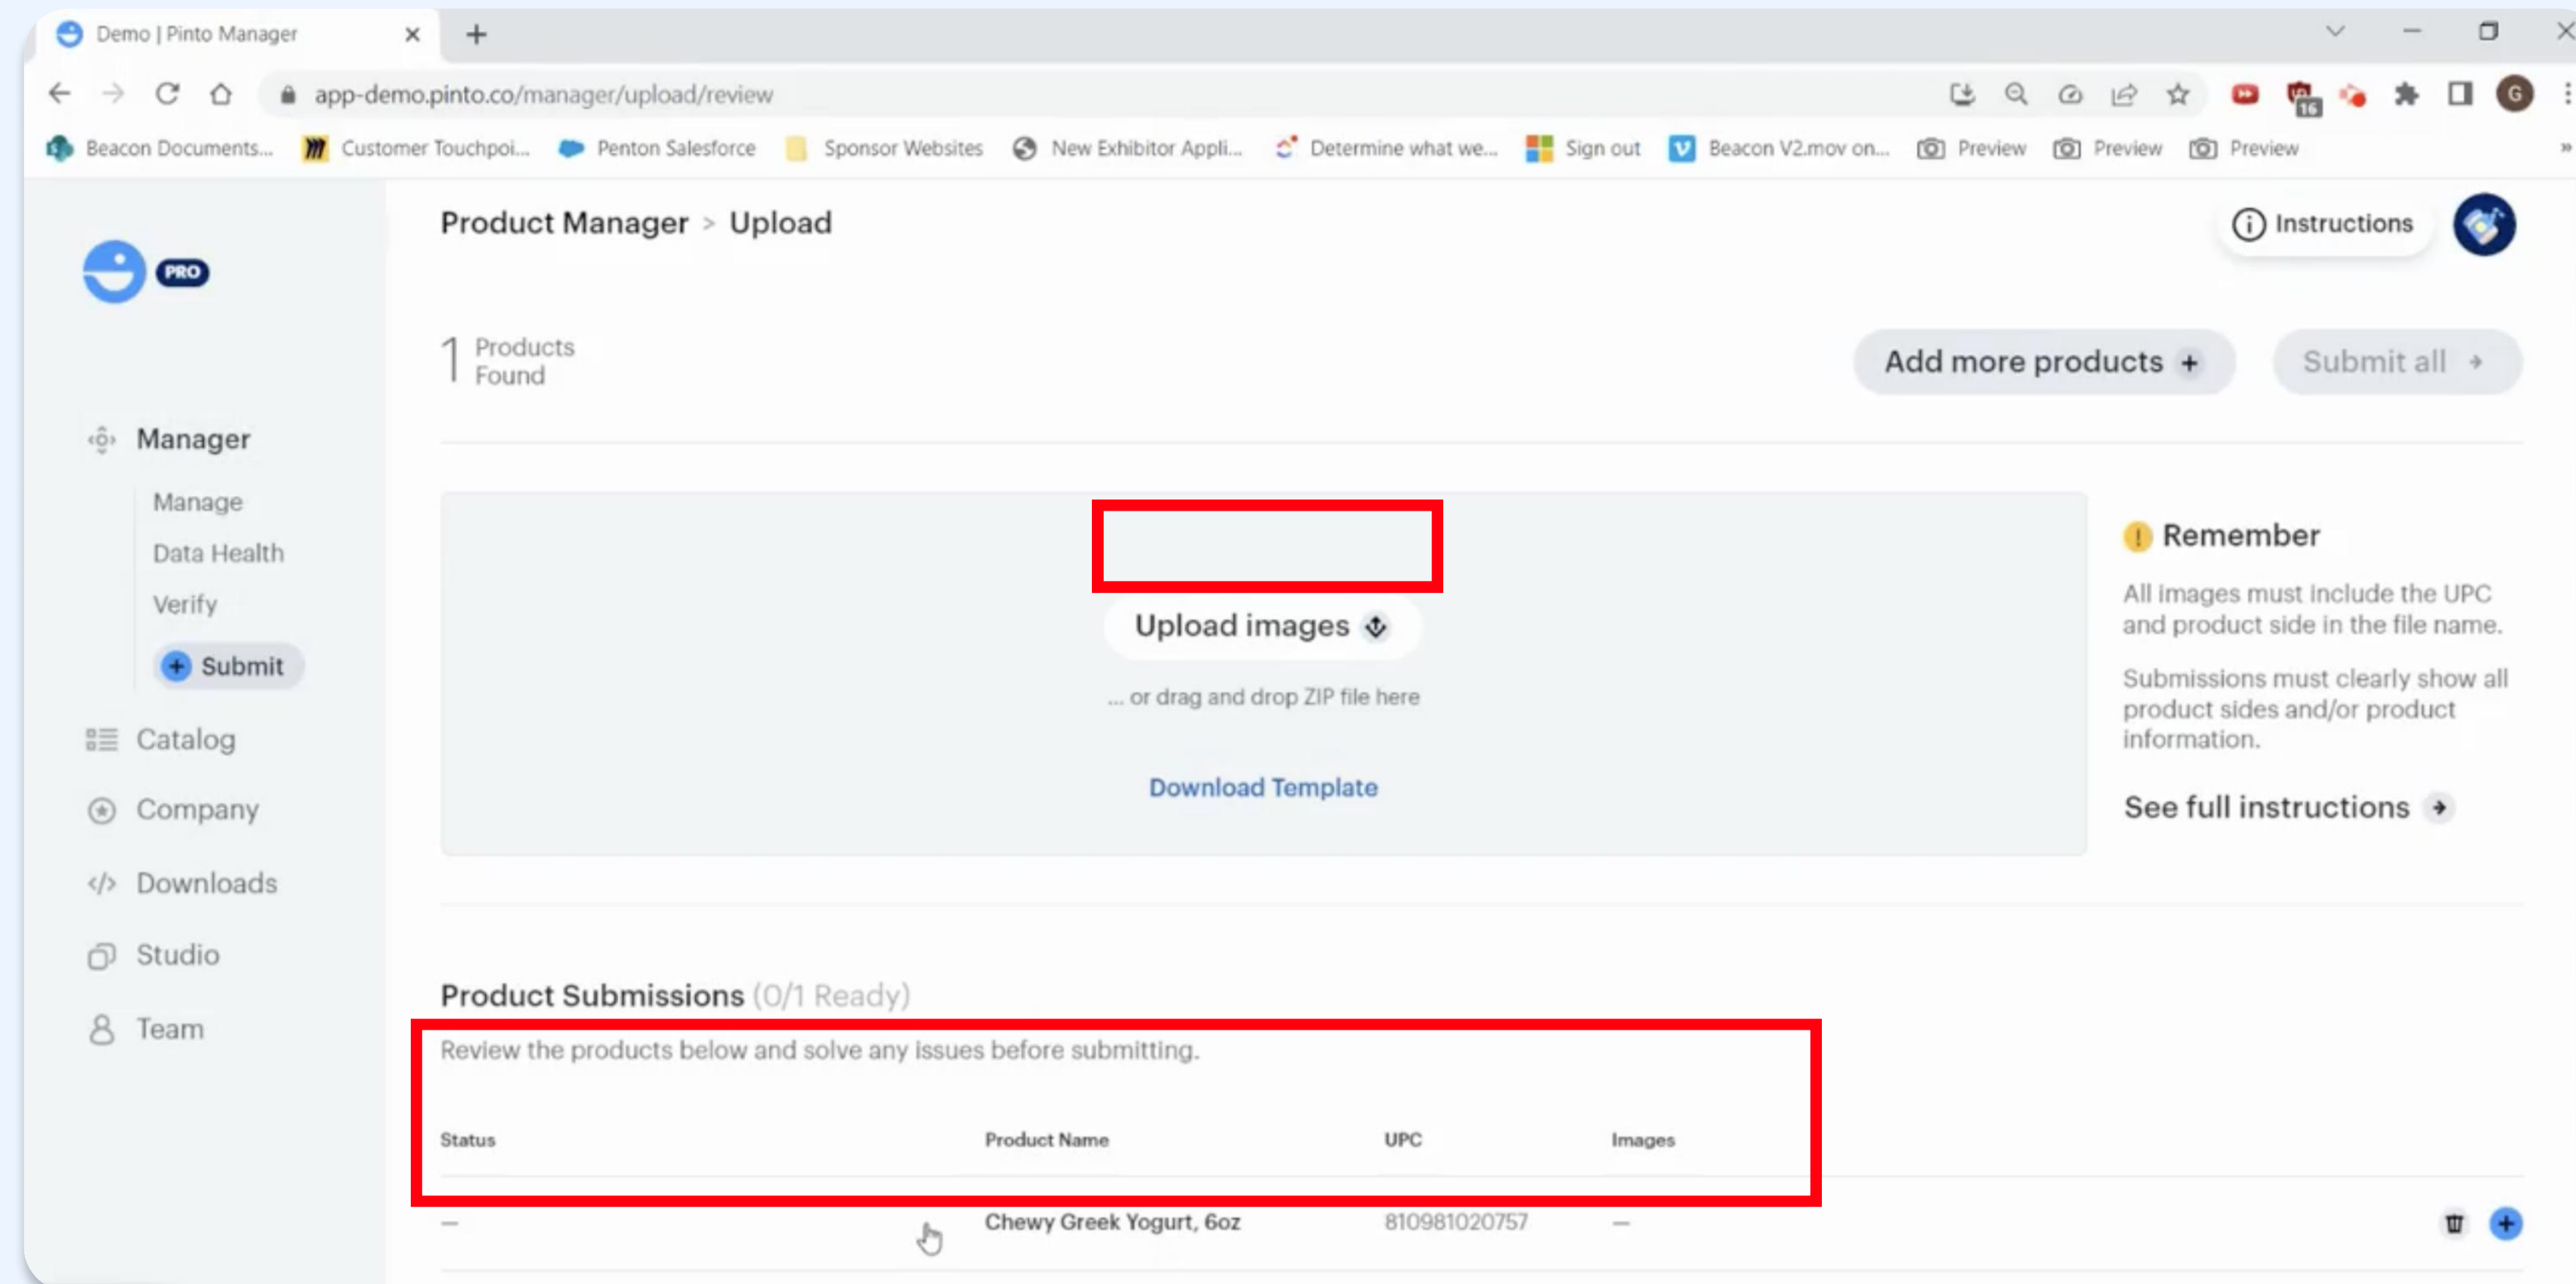 Demo | Pinto Manager
app-demo.pinto.co/manager/upload/review
16
G
Beacon Documents... Customer Touchpoi... Penton Salesforce Sponsor Websites New Exhibitor Appli... Determine what we... Sign out Beacon V2.mov on... Preview Preview Preview »
Product Manager > Upload
Instructions
PRO
1 Products
Found
Add more products +
Submit all
Manager
Manage
Data Health
Verify
Submit
Catalog
Company
Downloads
Studio
Team
Upload images
... or drag and drop ZIP file here
Download Template
Remember
All images must include the UPC
and product side in the file name.
Submissions must clearly show all
product sides and/or product
information.
See full instructions
Product Submissions (0/1 Ready)
Review the products below and solve any issues before submitting.
Status Product Name UPC Images
— Chewy Greek Yogurt, 6oz 810981020757 —